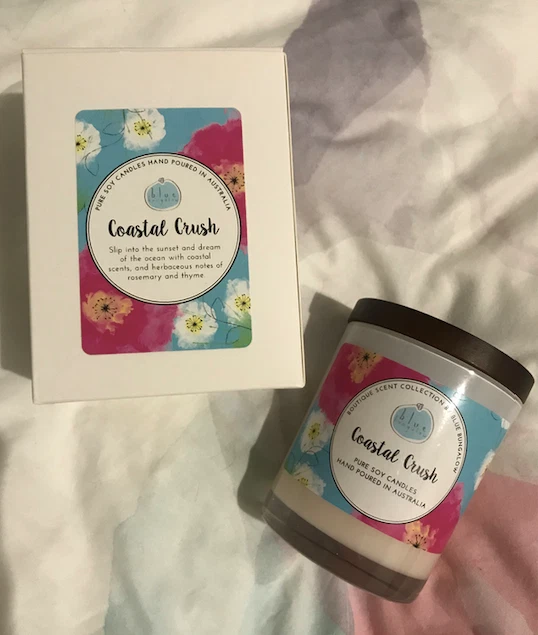 PURE SOY CANDLES HAND POURED IN AUSTRALIA
blue
Coastal Crush
Slip into the sunset and dream
of the ocean with coastal
scents, and herbaceous notes of
rosemary and thyme
BOUTIQUE SCENT COLLECTION BY BLUE BUNGALOW
blue
Coastal Crush
PURE SOY CANDLES
HAND POURED IN AUSTRALIA